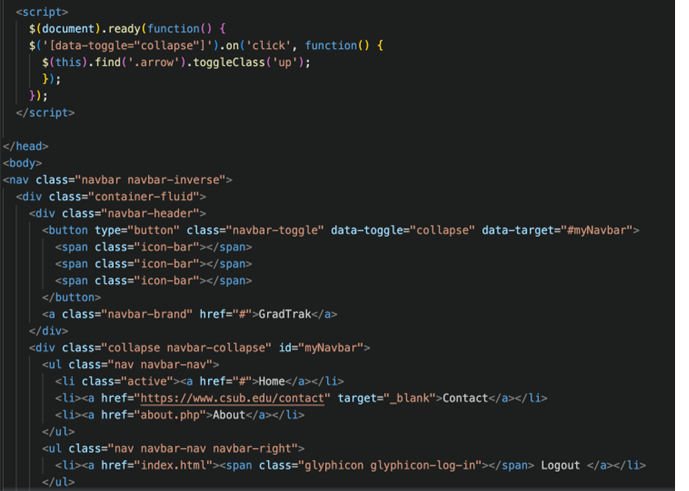 <script>
$(document).ready(function() {
$('[data-toggle="collapse"]').on('click', function() {
$(this).find('.arrow').toggleClass('up');
});
});
</script>
</head>
<body>
<nav class="navbar navbar-inverse">
<div class="container-fluid">
<div class="navbar-header">
<button type="button" class="navbar-toggle" data-toggle="collapse" data-target="#myNavbar">
<span class="icon-bar"></span>
<span class="icon-bar"></span>
<span class="icon-bar"></span>
</button>
<a class="navbar-brand" href="#">GradTrak</a>
</div>
<div class="collapse navbar-collapse" id="myNavbar">
<ul class="nav navbar-nav">
<li class="active"><a href="#">Home</a></li>
<li><a href="https://www.csub.edu/contact" target="_blank">Contact</a></li>
<li><a href="about.php">About</a></li>
</ul>
<ul class="nav navbar-nav navbar-right">
<li><a href="index.html"><span class="glyphicon glyphicon-log-in"></span> Logout </a></li>
</ul>